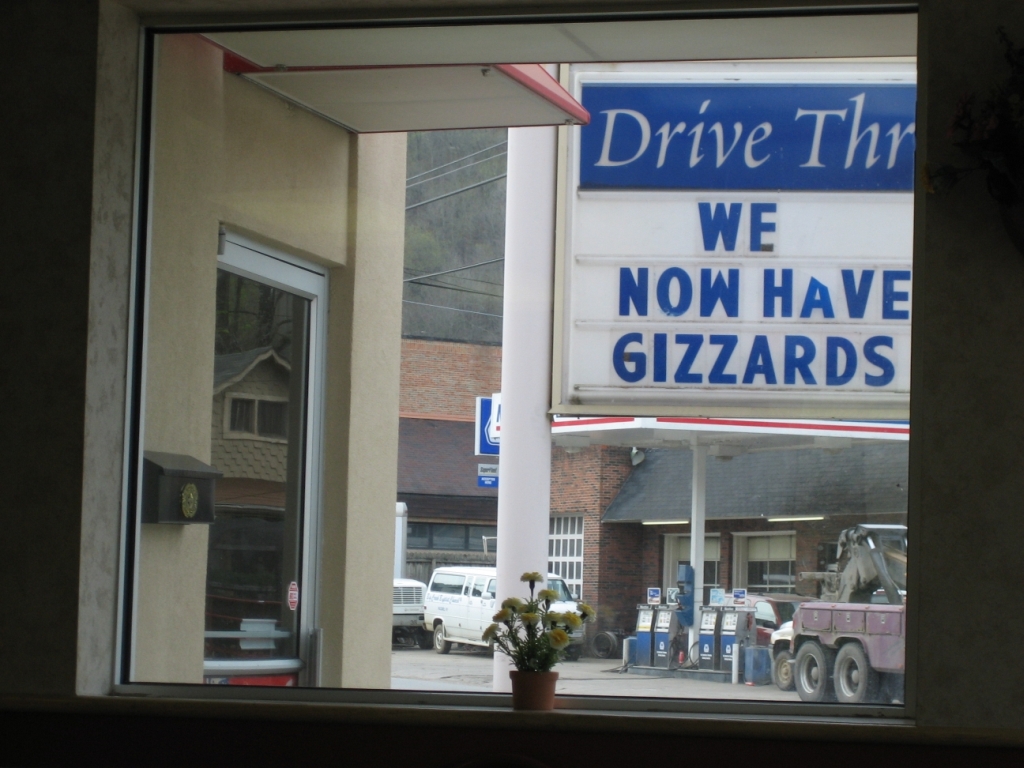 Drive Thr
WE
NOW HAVE
GIZZARDS